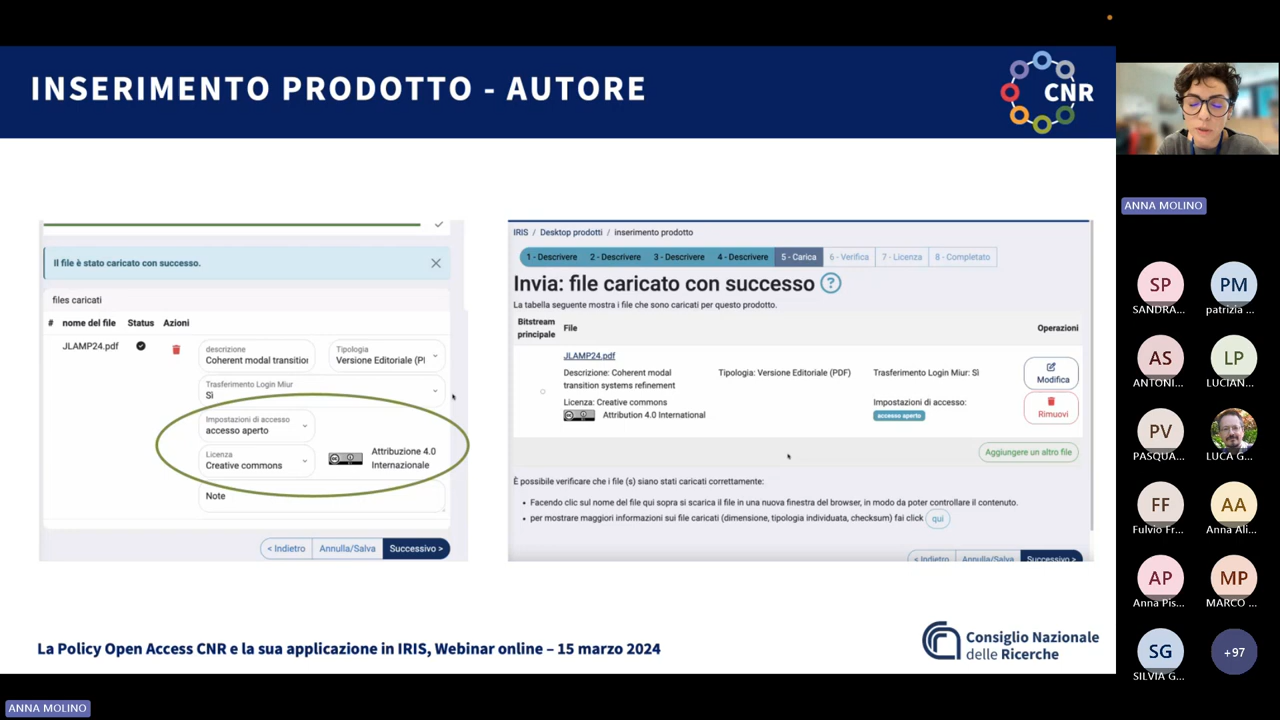 INSERIMENTO PRODOTTO - AUTORE
CNR
Il file è stato caricato con successo.
files caricati
# nome del file Status Azioni
JLAMP24.pdf
descrizione
Coherent modal transition
Tipologia
Versione Editoriale (PI
Trasferimento Login Miur
Sì
Impostazioni di accesso
accesso aperto
Licenza
Creative commons
Attribuzione 4.0
Internazionale
Note
< Indietro Annulla/Salva Successivo >
IRIS / Desktop prodotti / inserimento prodotto
1 - Descrivere 2 - Descrivere 3 - Descrivere 4 - Descrivere 5 - Carica 6 - Verifica 7 - Licenza 8 - Completato
Invia: file caricato con successo ?
La tabella seguente mostra i file che sono caricati per questo prodotto.
Bitstream
principale
File
Operazioni
JLAMP24.pdf
Descrizione: Coherent modal
transition systems refinement
Tipologia: Versione Editoriale (PDF)
Trasferimento Login Miur: Sì
Modifica
Licenza: Creative commons
Attribution 4.0 International
Impostazioni di accesso:
accesso aperto
Rimuovi
Aggiungere un altro file
È possibile verificare che i file (s) siano stati caricati correttamente:
• Facendo clic sul nome del file qui sopra si scarica il file in una nuova finestra del browser, in modo da poter controllare il contenuto.
• per mostrare maggiori informazioni sui file caricati (dimensione, tipologia individuata, checksum) fai click qui
< Indietro Annulla/Salva Successivo >
La Policy Open Access CNR e la sua applicazione in IRIS, Webinar online – 15 marzo 2024
Consiglio Nazionale
delle Ricerche
ANNA MOLINO
ANNA MOLINO
SP PM
SANDRA... patrizia ...
AS LP
ANTONI... LUCIAN...
PV
PASQUA... LUCA G...
FF AA
Fulvio Fr... Anna Ali...
AP MP
Anna Pis... MARCO ...
SG +97
SILVIA G...